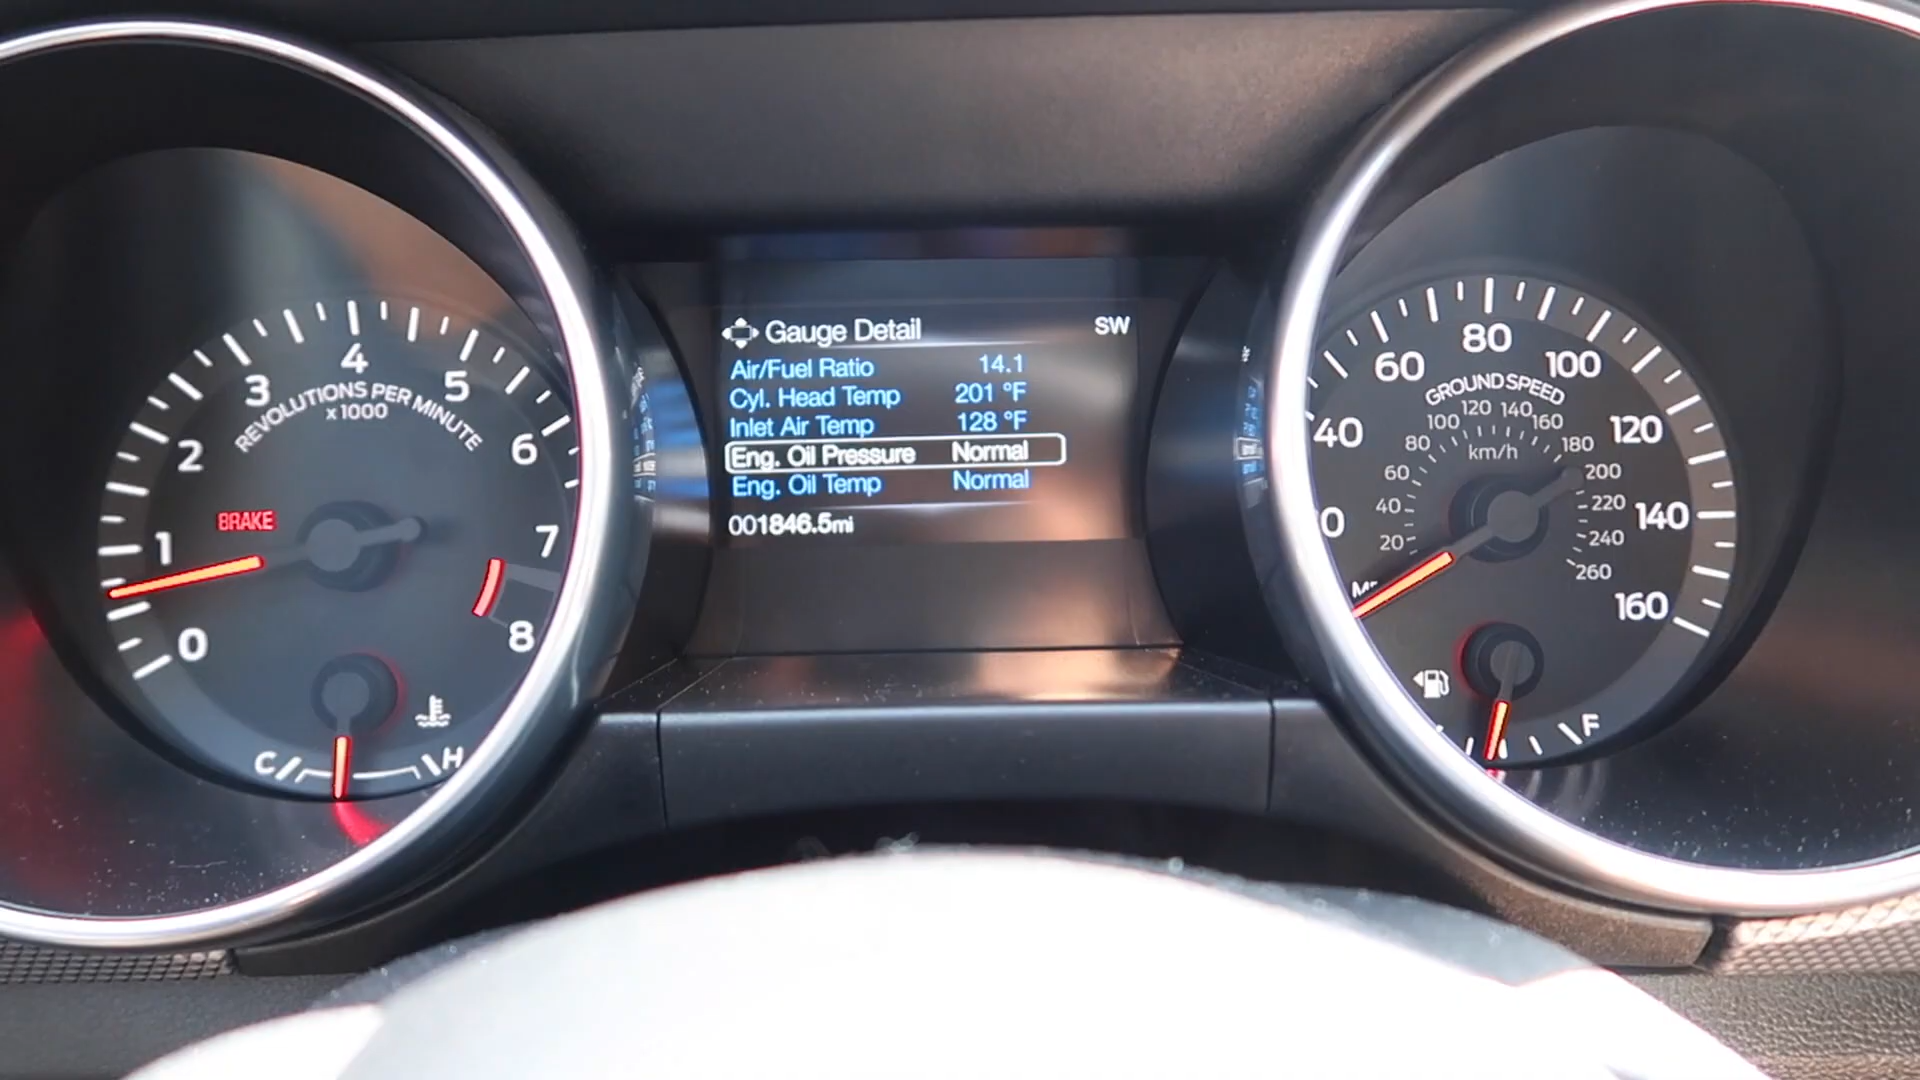 Gauge Detail
SW
Air/Fuel Ratio 14.1
Cyl. Head Temp 201 °F
Inlet Air Temp 128 °F
Eng. Oil Pressure Normal
Eng. Oil Temp Normal
001846.5mi
0
1
2
3
4
5
6
7
8
REVOLUTIONS PER MINUTE
x 1000
BRAKE
C
H
40
60
80
100
120
140
160
GROUND SPEED
20
40
60
80
100
120
140
160
180
200
220
240
260
km/h
F